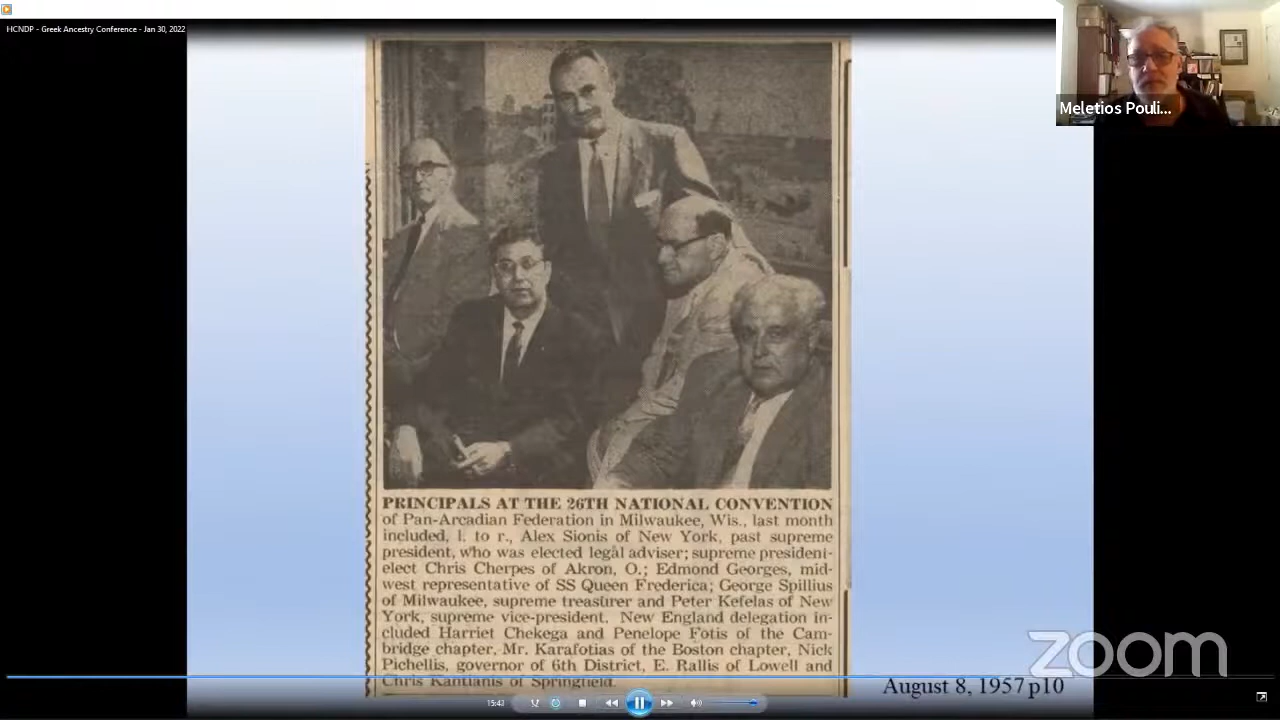 HCNDP - Greek Ancestry Conference - Jan 30, 2022
Meletios Pouli...
PRINCIPALS AT THE 26TH NATIONAL CONVENTION
of Pan-Arcadian Federation in Milwaukee, Wis., last month
included, l. to r., Alex Sionis of New York, past supreme
president, who was elected legal adviser; supreme president-
elect Chris Cherpes of Akron, O.; Edmond Georges, mid-
west representative of SS Queen Frederica; George Spillius
of Milwaukee, supreme treasurer and Peter Kefelas of New
York, supreme vice-president. New England delegation in-
cluded Harriet Chekega and Penelope Fotis of the Cam-
bridge chapter, Mr. Karafotias of the Boston chapter, Nick
Pichellis, governor of 6th District, E. Rallis of Lowell and
Chris Kantianis of Springfield.
August 8, 1957 p10
zoom
15:43